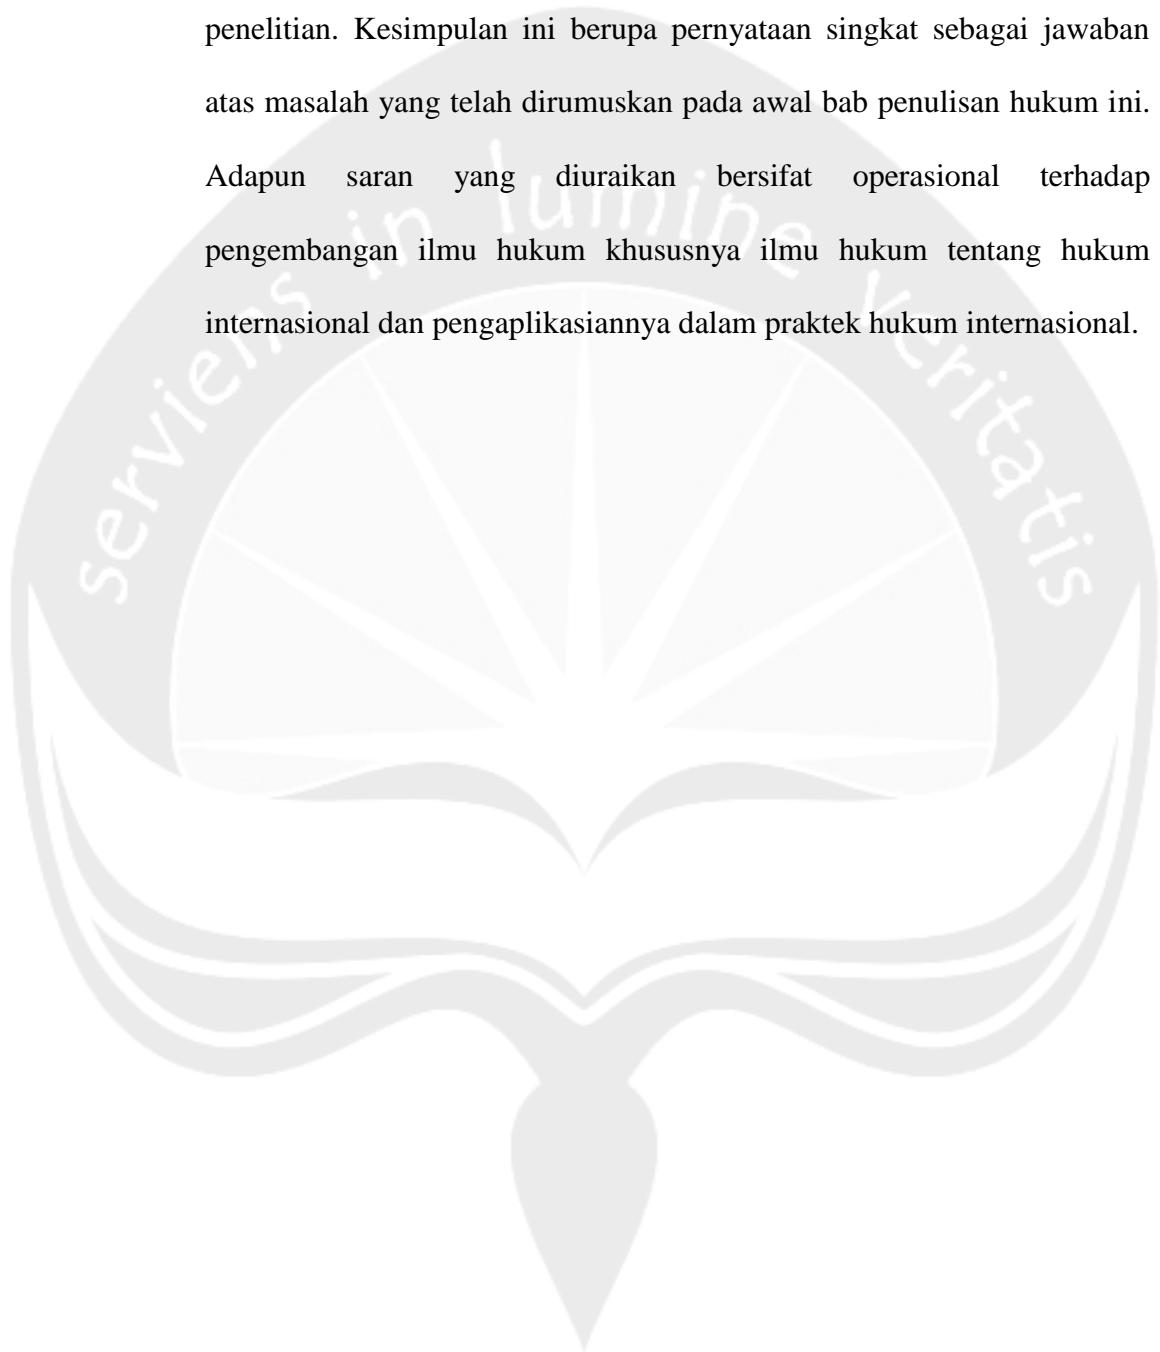 penelitian. Kesimpulan ini berupa pernyataan singkat sebagai jawaban
atas masalah yang telah dirumuskan pada awal bab penulisan hukum ini.
Adapun saran yang diuraikan bersifat operasional terhadap
pengembangan ilmu hukum khususnya ilmu hukum tentang hukum
internasional dan pengaplikasiannya dalam praktek hukum internasional.
serviens in lumine veritatis